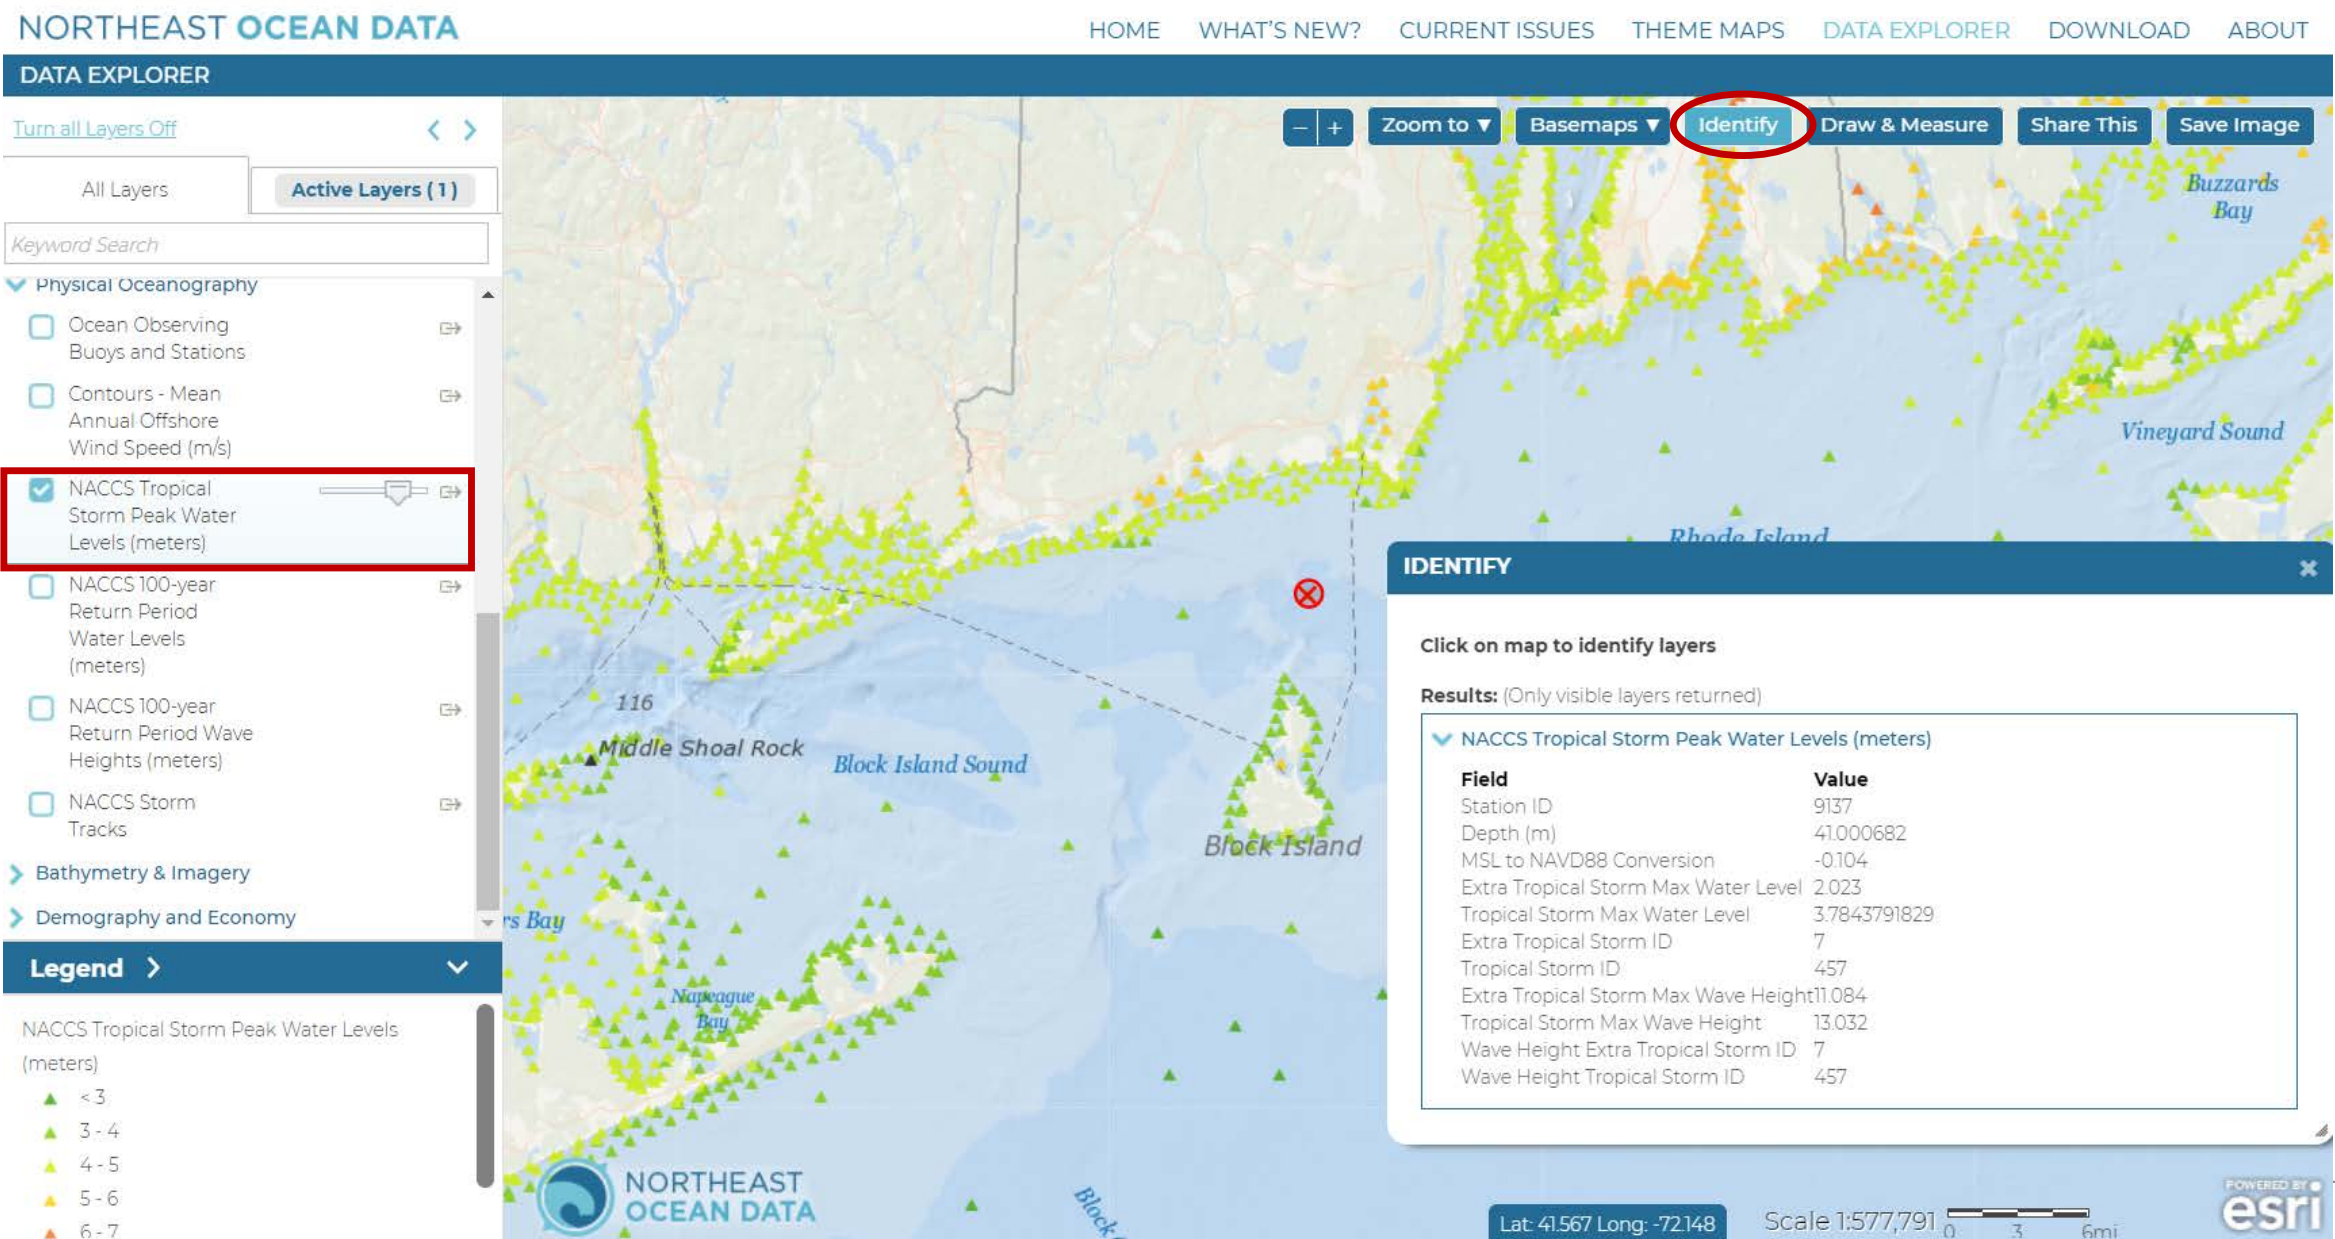 NORTHEAST OCEAN DATA
HOME WHAT'S NEW? CURRENT ISSUES THEME MAPS DATA EXPLORER DOWNLOAD ABOUT
DATA EXPLORER
Turn all Layers Off
All Layers
Active Layers ( 1 )
Keyword Search
Physical Oceanography
Ocean Observing
Buoys and Stations
Contours - Mean
Annual Offshore
Wind Speed (m/s)
NACCS Tropical
Storm Peak Water
Levels (meters)
NACCS 100-year
Return Period
Water Levels
(meters)
NACCS 100-year
Return Period Wave
Heights (meters)
NACCS Storm
Tracks
Bathymetry & Imagery
Demography and Economy
Legend
NACCS Tropical Storm Peak Water Levels
(meters)
< 3
3 - 4
4 - 5
5 - 6
6 - 7
− + Zoom to ▼ Basemaps ▼ Identify Draw & Measure Share This Save Image
Buzzards
Bay
Vineyard Sound
Rhode Island
116
Middle Shoal Rock
Block Island Sound
Block Island
rs Bay
Napeague
Bay
Block
NORTHEAST
OCEAN DATA
IDENTIFY
Click on map to identify layers
Results: (Only visible layers returned)
NACCS Tropical Storm Peak Water Levels (meters)
Field Value
Station ID 9137
Depth (m) 41.000682
MSL to NAVD88 Conversion -0.104
Extra Tropical Storm Max Water Level 2.023
Tropical Storm Max Water Level 3.7843791829
Extra Tropical Storm ID 7
Tropical Storm ID 457
Extra Tropical Storm Max Wave Height 11.084
Tropical Storm Max Wave Height 13.032
Wave Height Extra Tropical Storm ID 7
Wave Height Tropical Storm ID 457
Lat: 41.567 Long: -72.148
Scale 1:577,791
0 3 6mi
POWERED BY
esri